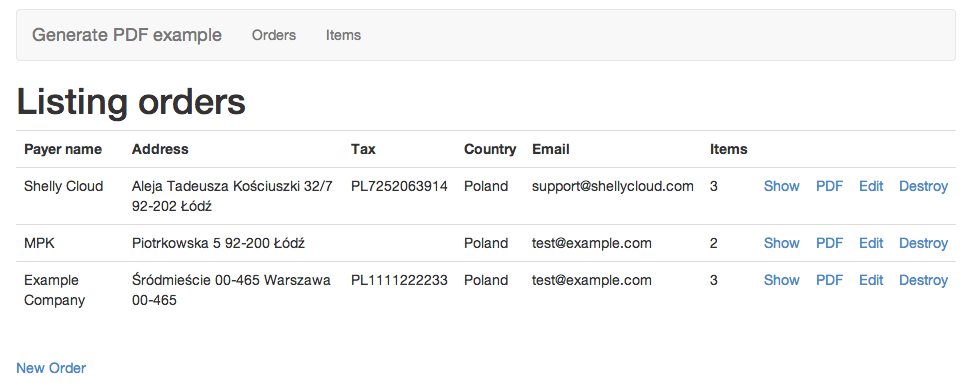 Generate PDF example Orders Items
Listing orders
Payer name Address Tax Country Email Items
Shelly Cloud Aleja Tadeusza Kościuszki 32/7 PL7252063914 Poland support@shellycloud.com 3 Show PDF Edit Destroy
92-202 Łódź
MPK Piotrkowska 5 92-200 Łódź Poland test@example.com 2 Show PDF Edit Destroy
Example Śródmieście 00-465 Warszawa PL1111222233 Poland test@example.com 3 Show PDF Edit Destroy
Company 00-465
New Order